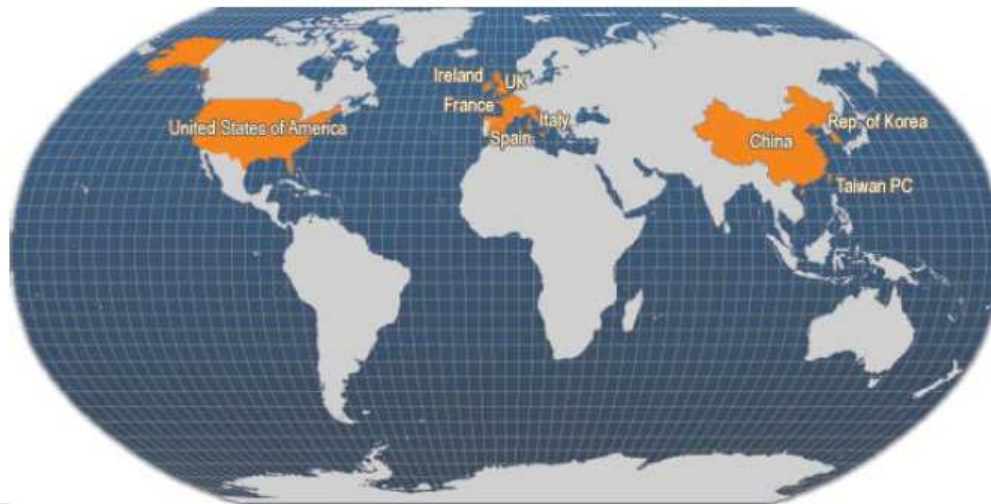 Ireland
UK
France
Italy
Spain
United States of America
China
Rep. of Korea
Taiwan PC